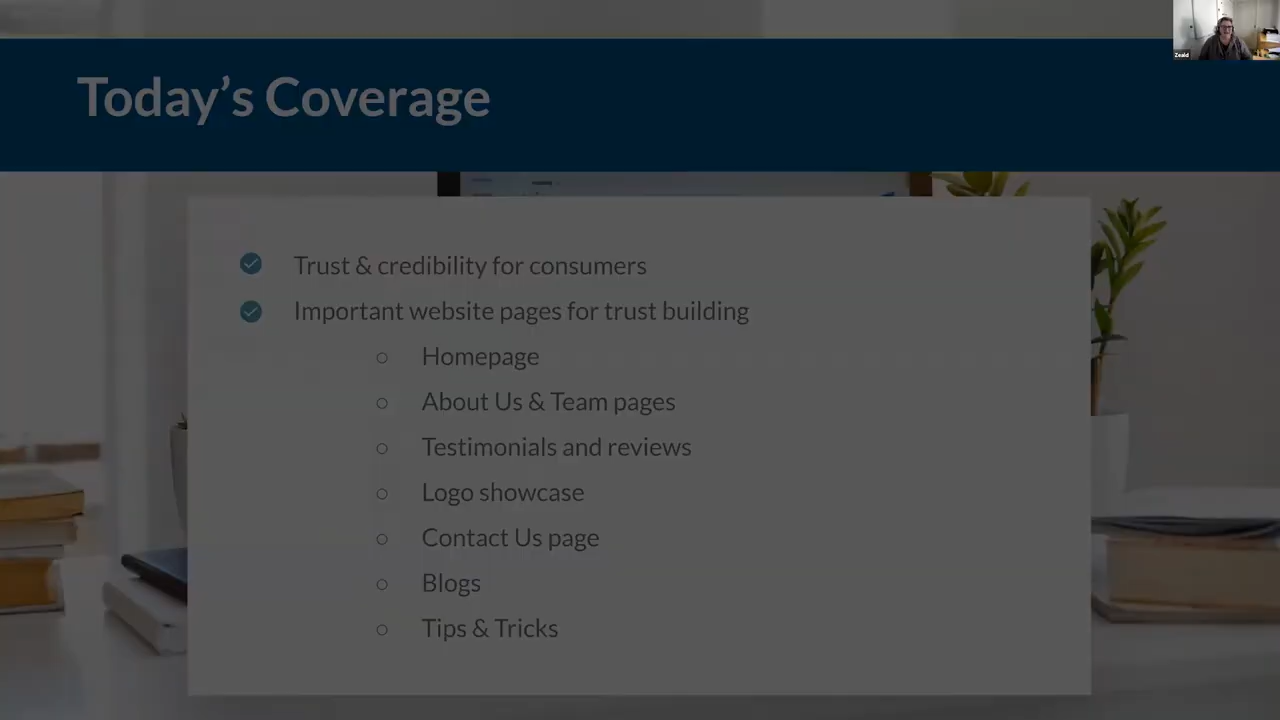 Today’s Coverage
Zeald
Trust & credibility for consumers
Important website pages for trust building
Homepage
About Us & Team pages
Testimonials and reviews
Logo showcase
Contact Us page
Blogs
Tips & Tricks